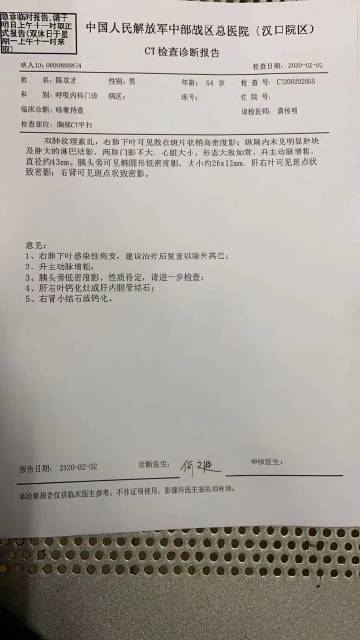 急诊临时报告,请于
明日上午十一时取正
式报告(双休日于星
期一上午十一时来
取)
中国人民解放军中部战区总医院（汉口院区）
CT检查诊断报告
病人ID:0000688874 检查日期:2020-02-02
姓 名:陈双才 性别:男 年龄: 54 岁 检 查 号: CT200202065
科 别:呼吸内科门诊 病区: 床号: 住 院 号:
临床诊断:咳嗽待查 请检医师: 龚传明
检查部位: 胸部CT平扫
双肺纹理紊乱，右肺下叶可见散在斑片状稍高密度影；纵隔内未见明显肿块
及肿大的淋巴结影，两肺门影不大，心脏大小、形态大致如常，升主动脉增粗，
直径约43mm。胰头旁可见椭圆形低密度影，大小约20x12mm，肝右叶可见斑点状
致密影；右肾可见斑点状致密影。
意见：
1、右肺下叶感染性病变，建议治疗后复查以除外其它；
2、升主动脉增粗；
3、胰头旁低密度影，性质待定，请进一步检查；
4、肝右叶钙化灶或肝内胆管结石；
5、右肾小结石或钙化。
报告日期: 2020-02-02 诊断医生: 审核医生:
本诊断报告仅供临床医生参考，不作证明使用，影像科医生签名后有效。